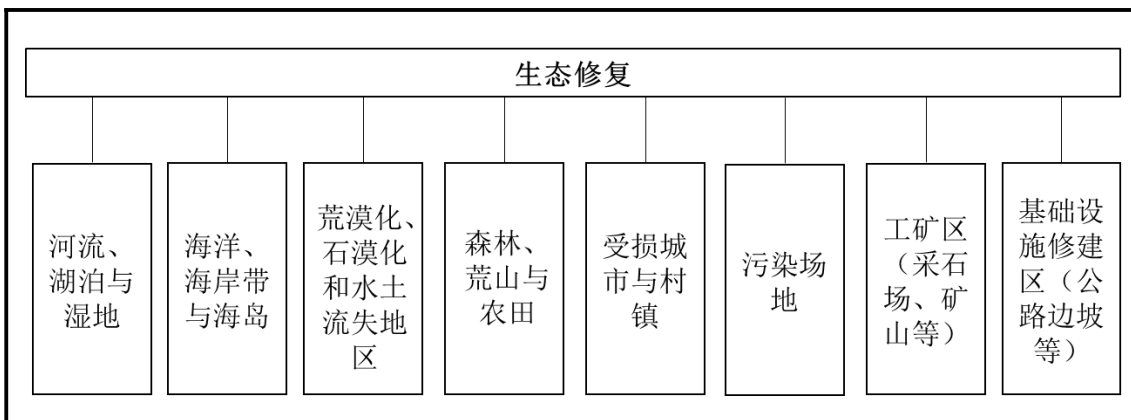 生态修复
河流、
湖泊与
湿地
海洋、
海岸带
与海岛
荒漠化、
石漠化
和水土
流失地
区
森林、
荒山与
农田
受损城
市与村
镇
污染场
地
工矿区
（采石
场、矿
山等）
基础设
施修建
区（公
路边坡
等）